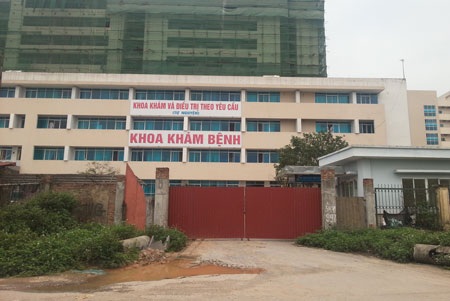 KHOA KHÁM VÀ ĐIỀU TRỊ THEO YÊU CẦU
KHOA KHÁM BỆNH